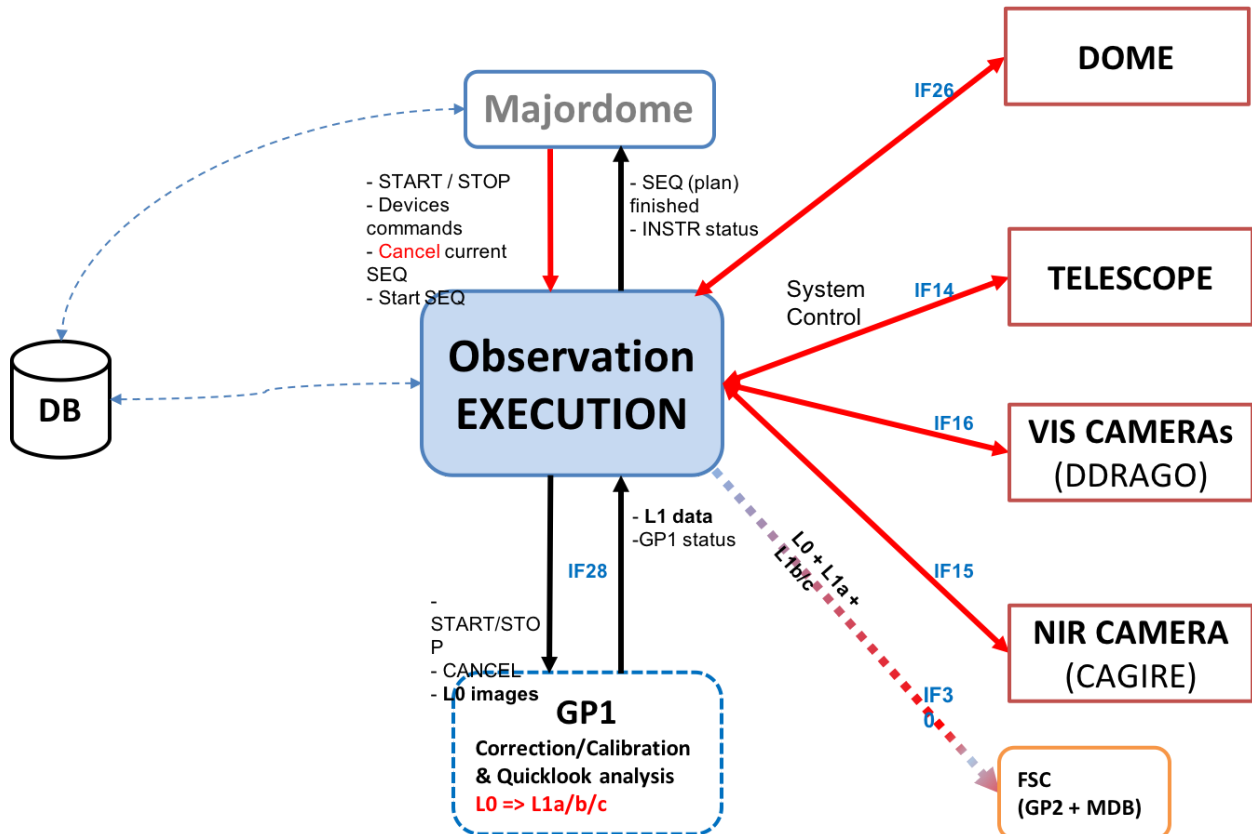 DOME
IF26
Majordome
- START / STOP
- Devices
commands
- Cancel current
SEQ
- Start SEQ
- SEQ (plan)
finished
- INSTR status
System
Control
IF14
TELESCOPE
DB
Observation
EXECUTION
IF16
VIS CAMERAs
(DDRAGO)
- L1 data
-GP1 status
IF28
L0 + L1a +
L1b/c
IF15
NIR CAMERA
(CAGIRE)
-
START/STO
P
- CANCEL
- L0 images
IF3
0
GP1
Correction/Calibration
& Quicklook analysis
L0 => L1a/b/c
FSC
(GP2 + MDB)